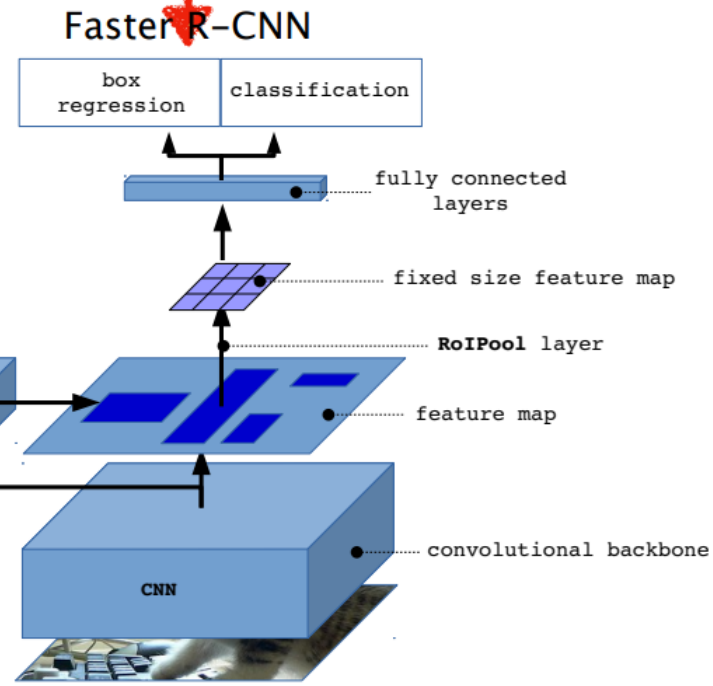 Faster R-CNN
box
regression
classification
fully connected
layers
fixed size feature map
RoIPool layer
feature map
convolutional backbone
CNN